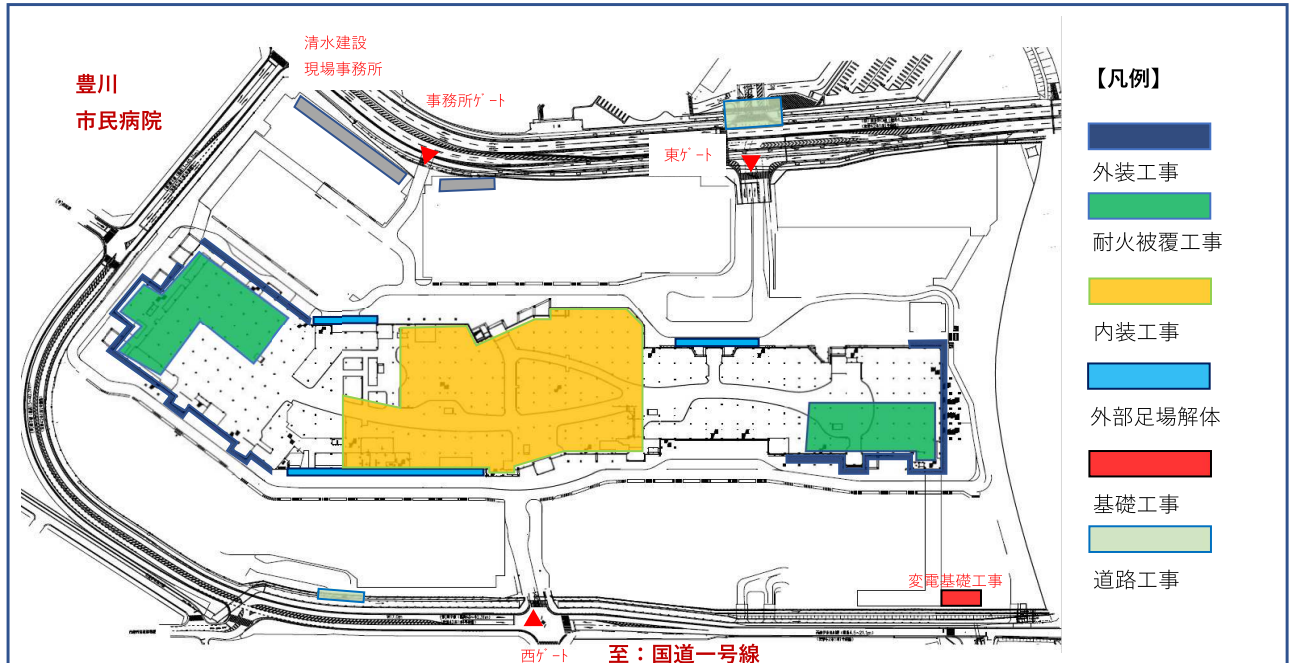 清水建設
現場事務所
豊川
市民病院
事務所ｹﾞｰﾄ
東ｹﾞｰﾄ
変電基礎工事
西ｹﾞｰﾄ
至：国道一号線
【凡例】
外装工事
耐火被覆工事
内装工事
外部足場解体
基礎工事
道路工事